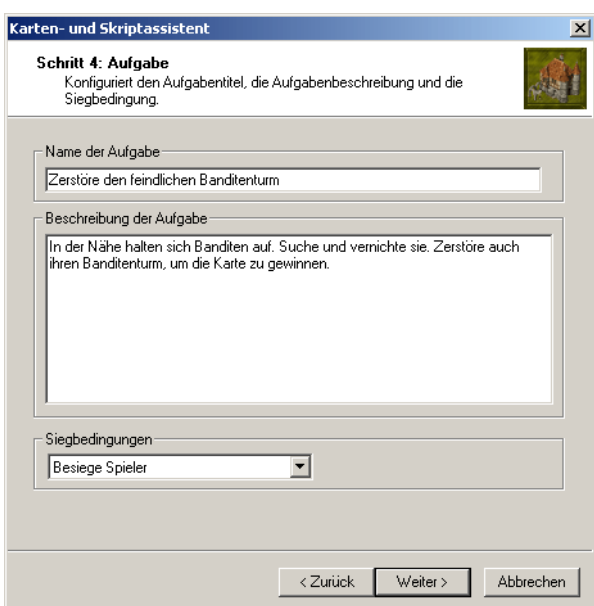 Karten- und Skriptassistent
Schritt 4: Aufgabe
Konfiguriert den Aufgabentitel, die Aufgabenbeschreibung und die
Siegbedingung.
Name der Aufgabe
Zerstöre den feindlichen Banditenturm
Beschreibung der Aufgabe
In der Nähe halten sich Banditen auf. Suche und vernichte sie. Zerstöre auch
ihren Banditenturm, um die Karte zu gewinnen.
Siegbedingungen
Besiege Spieler
< Zurück Weiter > Abbrechen